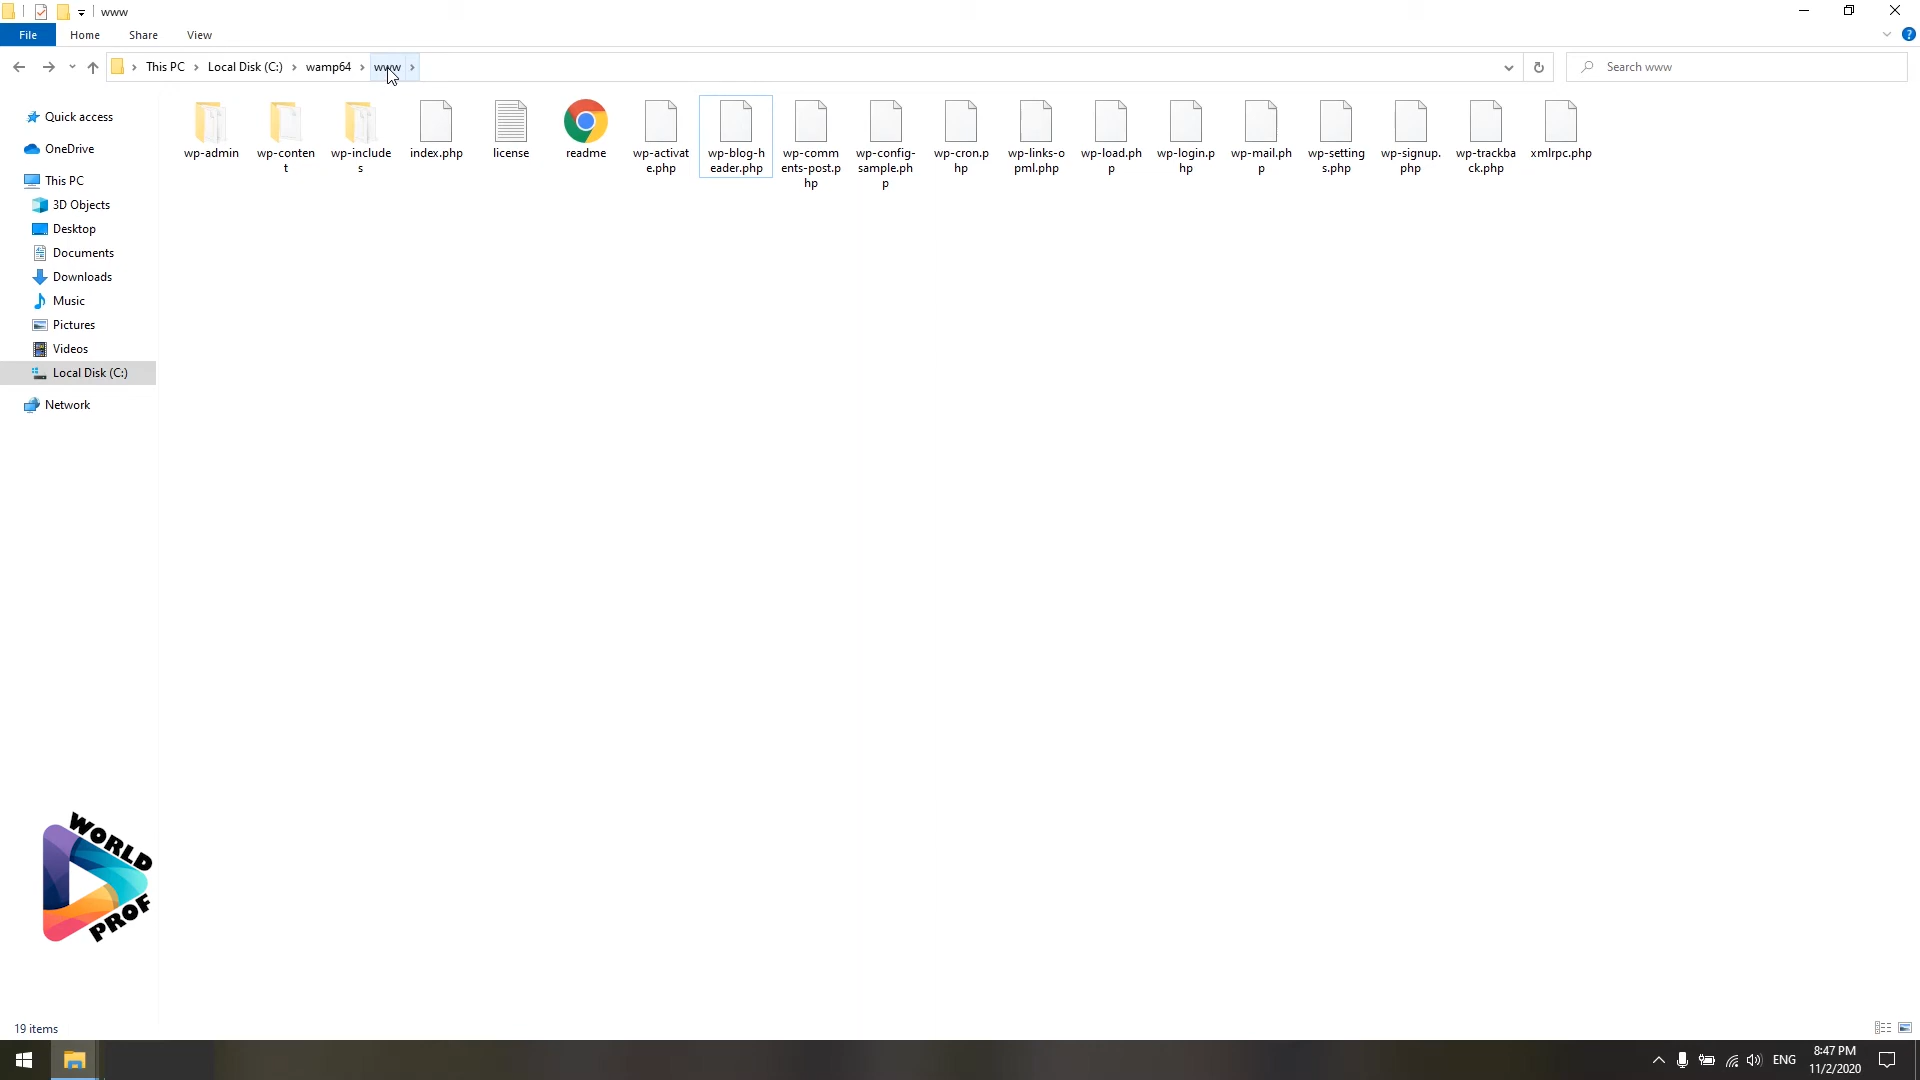 www
File Home Share View
This PC Local Disk (C:) wamp64 www
Search www
Quick access
OneDrive
This PC
3D Objects
Desktop
Documents
Downloads
Music
Pictures
Videos
Local Disk (C:)
Network
wp-admin
wp-conten
t
wp-include
s
index.php
license
readme
wp-activat
e.php
wp-blog-h
eader.php
wp-comm
ents-post.p
hp
wp-config-
sample.ph
p
wp-cron.p
hp
wp-links-o
pml.php
wp-load.ph
p
wp-login.p
hp
wp-mail.ph
p
wp-setting
s.php
wp-signup.
php
wp-trackba
ck.php
xmlrpc.php
WORLD
PROF
19 items
ENG
8:47 PM
11/2/2020